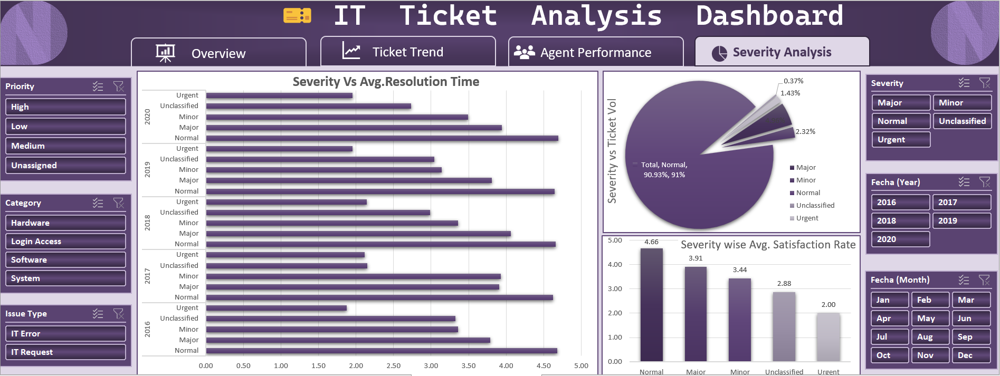 IT Ticket Analysis Dashboard
Overview
Ticket Trend
Agent Performance
Severity Analysis
Priority
High
Low
Medium
Unassigned
Category
Hardware
Login Access
Software
System
Issue Type
IT Error
IT Request
Severity Vs Avg.Resolution Time
2020
Urgent
Unclassified
Minor
Major
Normal
2019
Urgent
Unclassified
Minor
Major
Normal
2018
Urgent
Unclassified
Minor
Major
Normal
2017
Urgent
Unclassified
Minor
Major
Normal
2016
Urgent
Unclassified
Minor
Major
Normal
0.00 0.50 1.00 1.50 2.00 2.50 3.00 3.50 4.00 4.50 5.00
Severity vs Ticket Vol
0.37%
1.43%
2.32%
Total, Normal,
90.93%, 91%
Major
Minor
Normal
Unclassified
Urgent
Severity wise Avg. Satisfaction Rate
5.00
4.00
3.00
2.00
1.00
0.00
4.66
3.91
3.44
2.88
2.00
Normal Major Minor Unclassified Urgent
Severity
Major Minor
Normal Unclassified
Urgent
Fecha (Year)
2016 2017
2018 2019
2020
Fecha (Month)
Jan Feb Mar
Apr May Jun
Jul Aug Sep
Oct Nov Dec